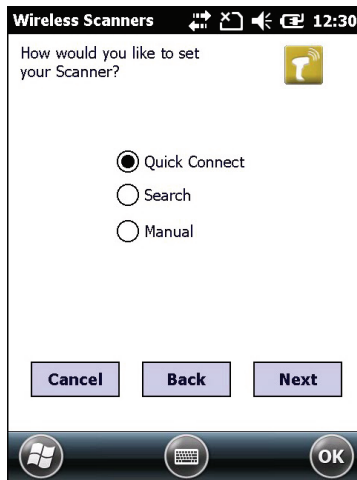 Wireless Scanners 12:30
How would you like to set
your Scanner?
Quick Connect
Search
Manual
Cancel Back Next
OK